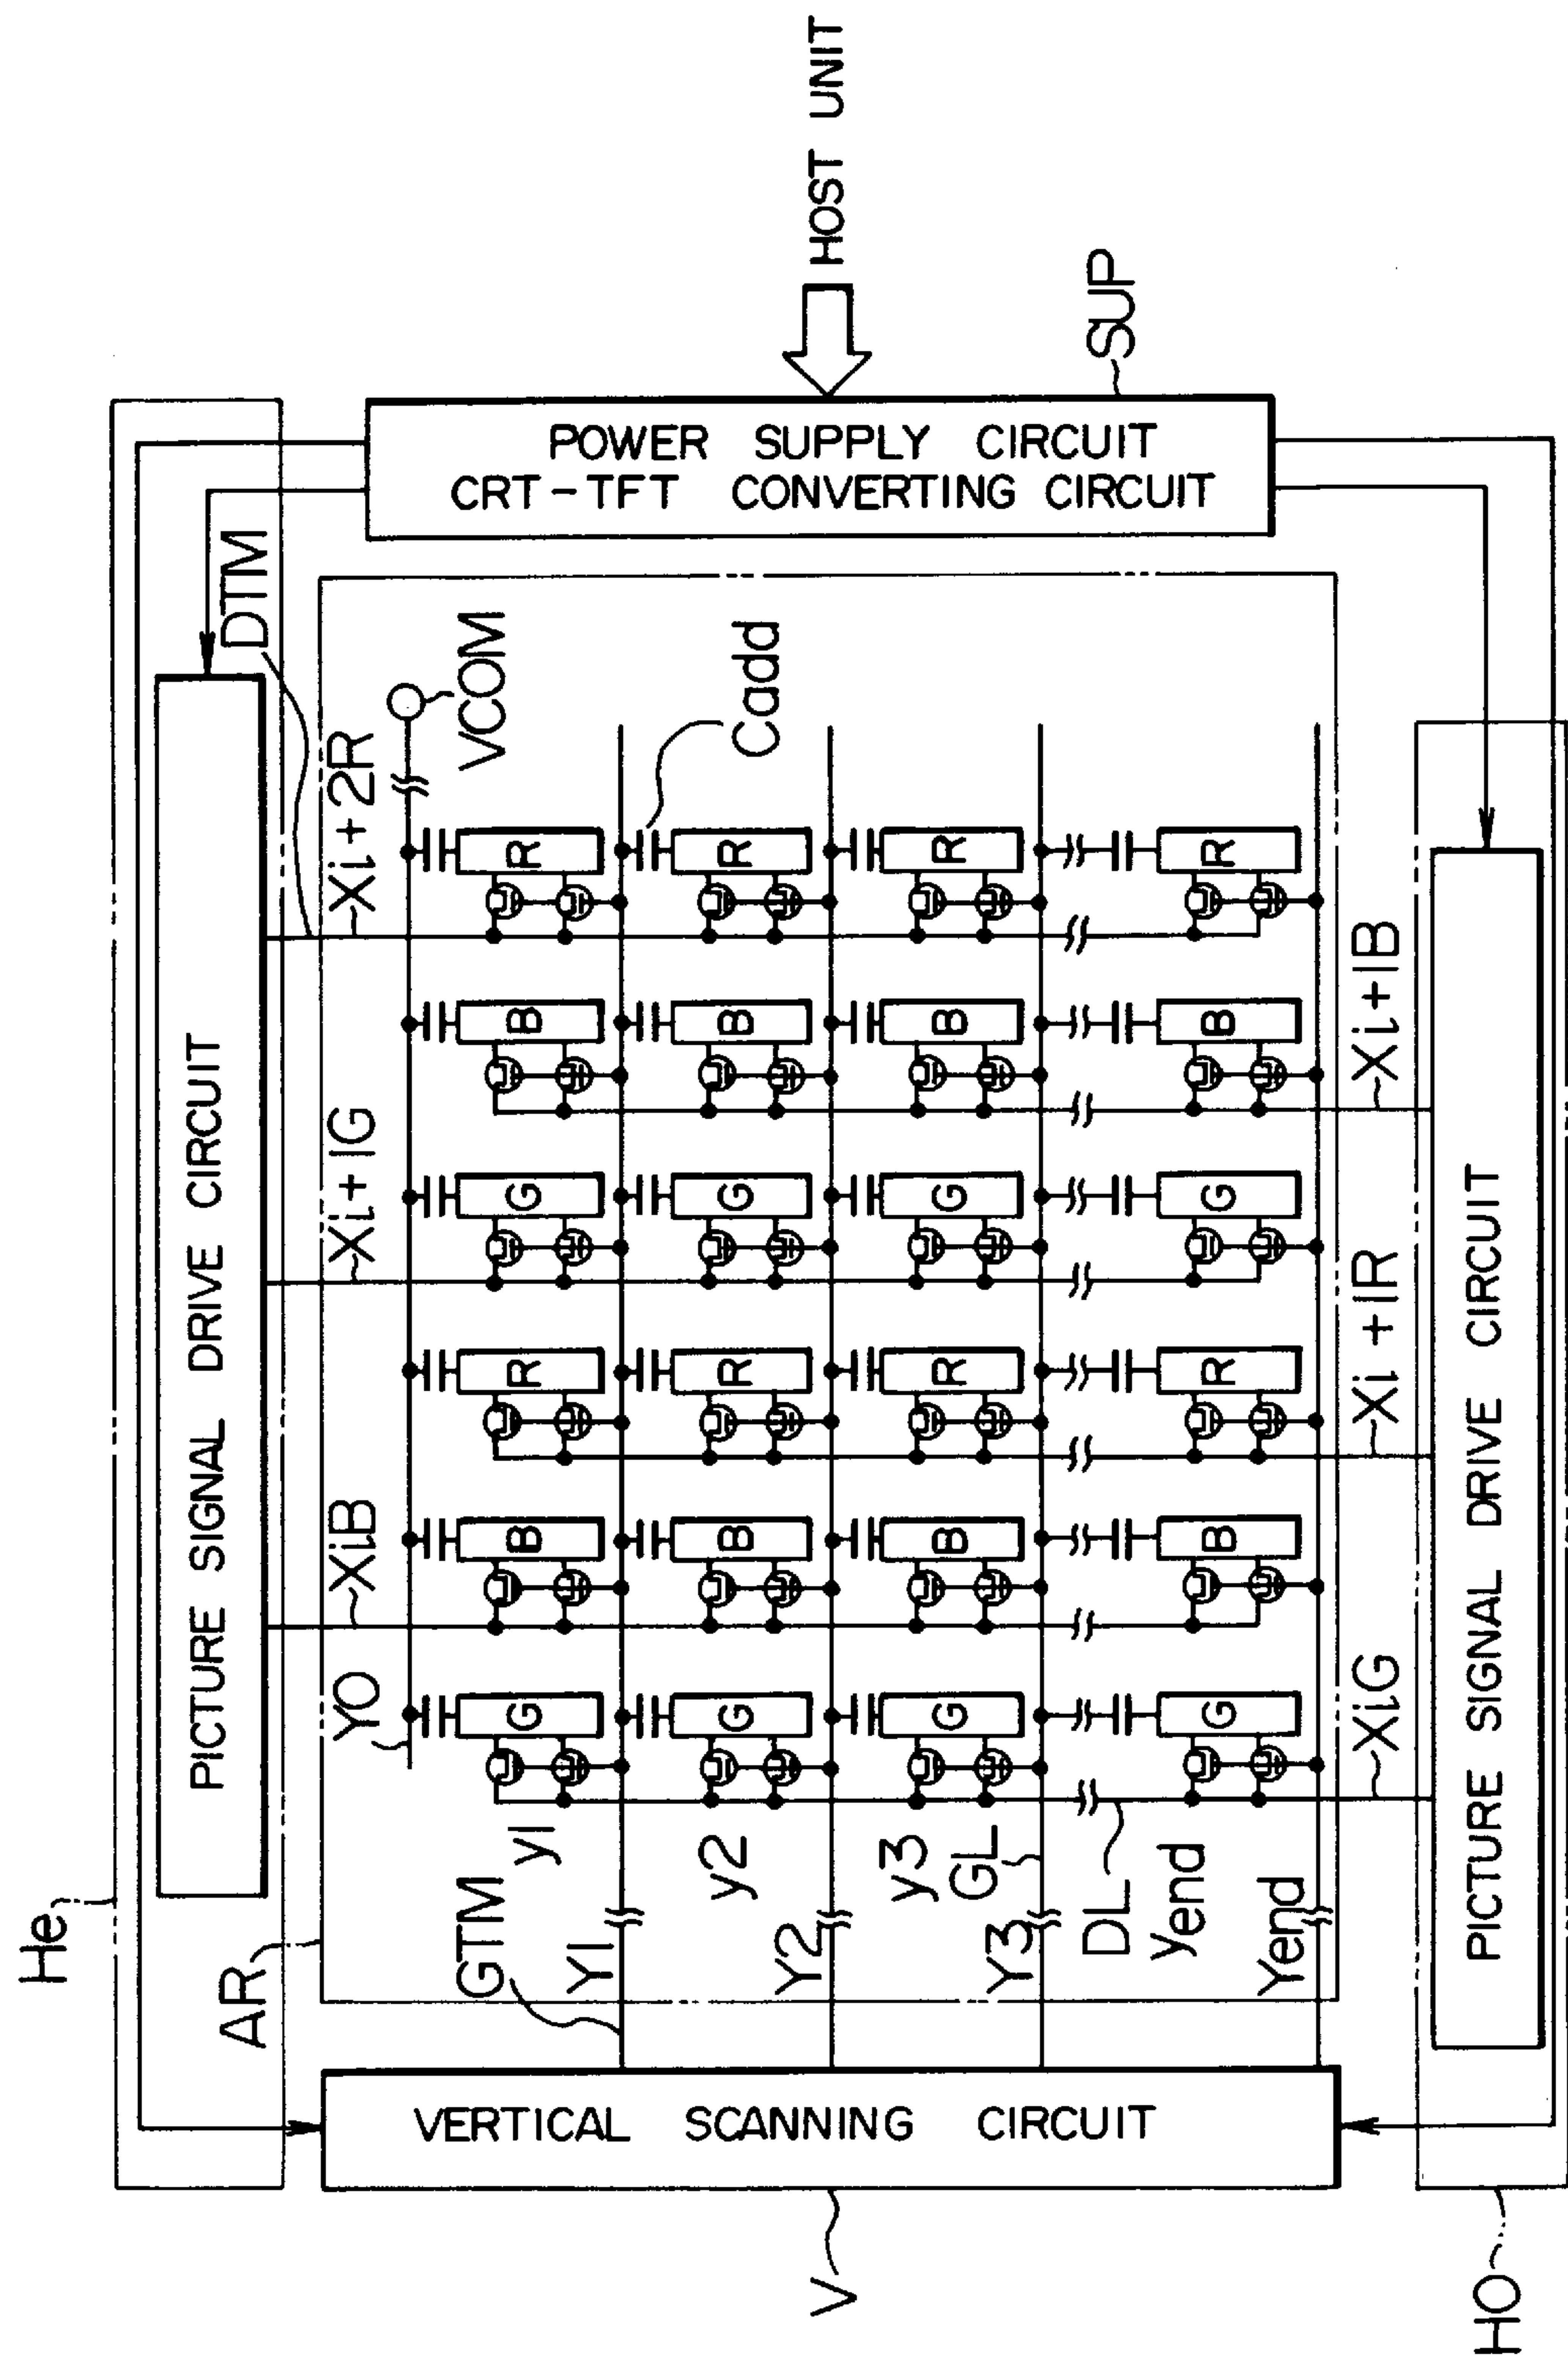 He
PICTURE SIGNAL DRIVE CIRCUIT
AR
DTM
YO
XiB
Xi+1G
Xi+2R
VCOM
GTM
y1
Y1
G
B
R
G
B
R
Cadd
y2
Y2
G
B
R
G
B
R
y3
GL
Y3
G
B
R
G
B
R
DL
yend
Yend
G
B
R
G
B
R
XiG
Xi+1R
Xi+1B
VERTICAL SCANNING CIRCUIT
V
POWER SUPPLY CIRCUIT
CRT-TFT CONVERTING CIRCUIT
HOST UNIT
SUP
PICTURE SIGNAL DRIVE CIRCUIT
HO